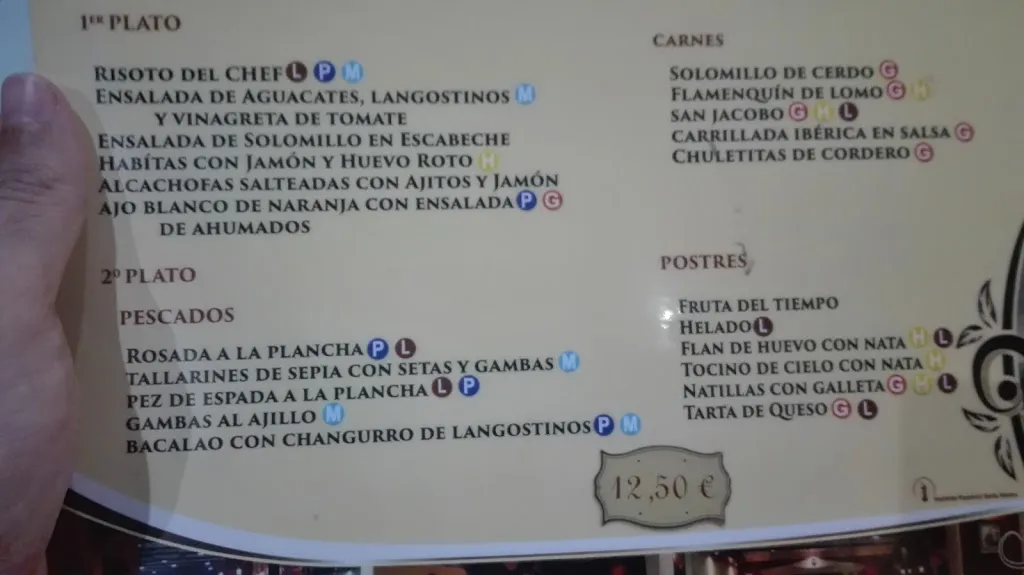 1ER PLATO
RISOTO DEL CHEF L P M
ENSALADA DE AGUACATES, LANGOSTINOS M
Y VINAGRETA DE TOMATE
ENSALADA DE SOLOMILLO EN ESCABECHE
HABÍTAS CON JAMÓN Y HUEVO ROTO H
ALCACHOFAS SALTEADAS CON AJITOS Y JAMÓN
AJO BLANCO DE NARANJA CON ENSALADA P G
DE AHUMADOS
2º PLATO
PESCADOS
ROSADA A LA PLANCHA P L
TALLARINES DE SEPIA CON SETAS Y GAMBAS M
PEZ DE ESPADA A LA PLANCHA L P
GAMBAS AL AJILLO M
BACALAO CON CHANGURRO DE LANGOSTINOS P M
CARNES
SOLOMILLO DE CERDO G
FLAMENQUÍN DE LOMO G H
SAN JACOBO G H L
CARRILLADA IBÉRICA EN SALSA G
CHULETITAS DE CORDERO G
POSTRES
FRUTA DEL TIEMPO
HELADO L
FLAN DE HUEVO CON NATA H L
TOCINO DE CIELO CON NATA H
NATILLAS CON GALLETA G H L
TARTA DE QUESO G L
12,50 €